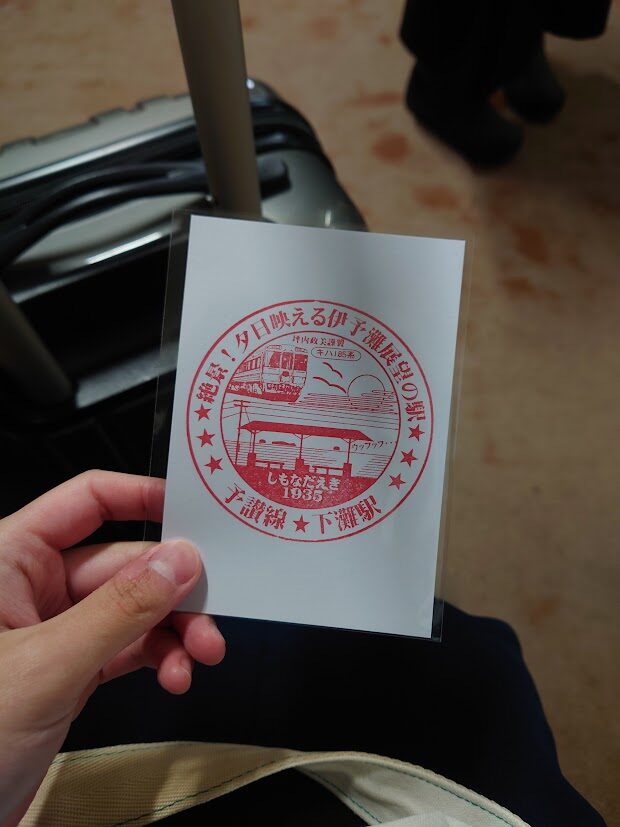 絶景!夕日映える伊予灘展望の駅
坪内政美謹製
キハ185系
ウフフッフ…
しもなだえき
1935
予讃線★下灘駅